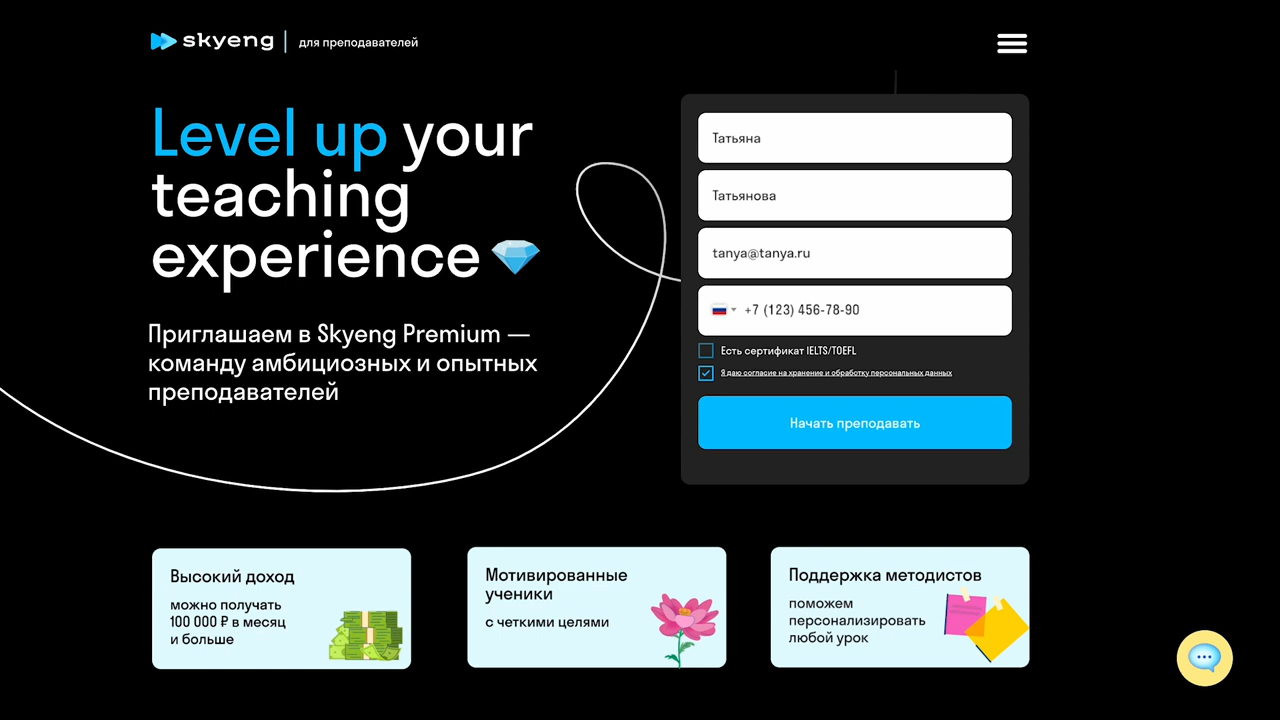 skyeng
для преподавателей
Level up your
teaching
experience
Приглашаем в Skyeng Premium —
команду амбициозных и опытных
преподавателей
Татьяна
Татьянова
tanya@tanya.ru
+7 (123) 456-78-90
Есть сертификат IELTS/TOEFL
Я даю согласие на хранение и обработку персональных данных
Начать преподавать
Высокий доход
можно получать
100 000 ₽ в месяц
и больше
Мотивированные
ученики
с четкими целями
Поддержка методистов
поможем
персонализировать
любой урок